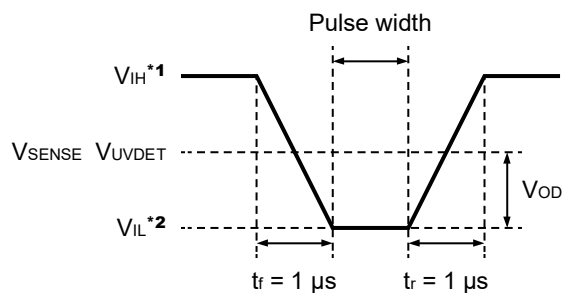 Pulse width
VIH*1
VSENSE VUVDET
VOD
VIL*2
tf = 1 μs tr = 1 μs